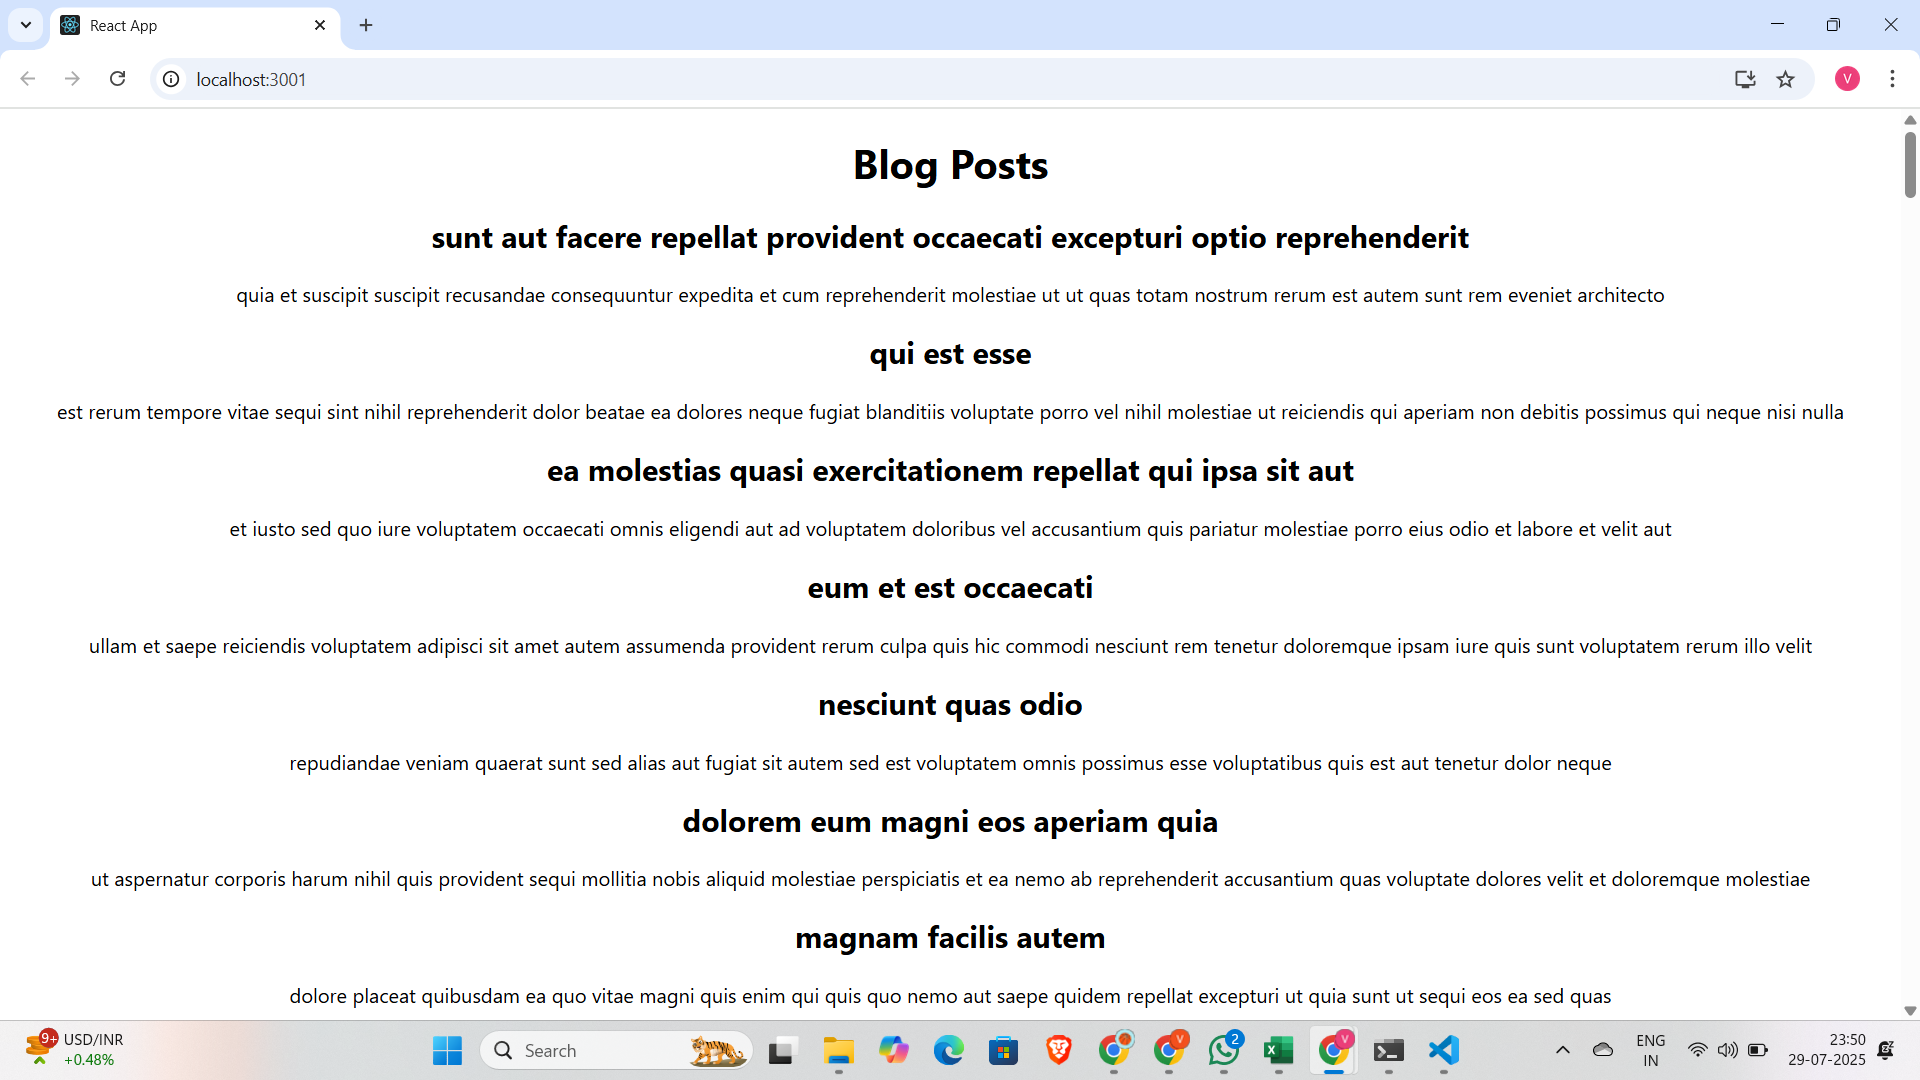 React App
localhost:3001
V
Blog Posts
sunt aut facere repellat provident occaecati excepturi optio reprehenderit
quia et suscipit suscipit recusandae consequuntur expedita et cum reprehenderit molestiae ut ut quas totam nostrum rerum est autem sunt rem eveniet architecto
qui est esse
est rerum tempore vitae sequi sint nihil reprehenderit dolor beatae ea dolores neque fugiat blanditiis voluptate porro vel nihil molestiae ut reiciendis qui aperiam non debitis possimus qui neque nisi nulla
ea molestias quasi exercitationem repellat qui ipsa sit aut
et iusto sed quo iure voluptatem occaecati omnis eligendi aut ad voluptatem doloribus vel accusantium quis pariatur molestiae porro eius odio et labore et velit aut
eum et est occaecati
ullam et saepe reiciendis voluptatem adipisci sit amet autem assumenda provident rerum culpa quis hic commodi nesciunt rem tenetur doloremque ipsam iure quis sunt voluptatem rerum illo velit
nesciunt quas odio
repudiandae veniam quaerat sunt sed alias aut fugiat sit autem sed est voluptatem omnis possimus esse voluptatibus quis est aut tenetur dolor neque
dolorem eum magni eos aperiam quia
ut aspernatur corporis harum nihil quis provident sequi mollitia nobis aliquid molestiae perspiciatis et ea nemo ab reprehenderit accusantium quas voluptate dolores velit et doloremque molestiae
magnam facilis autem
dolore placeat quibusdam ea quo vitae magni quis enim qui quis quo nemo aut saepe quidem repellat excepturi ut quia sunt ut sequi eos ea sed quas
9+
USD/INR
+0.48%
Search
V
2
V
ENG
IN
23:50
29-07-2025